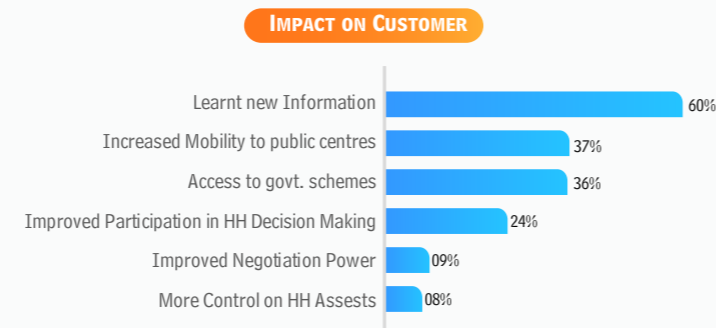 IMPACT ON CUSTOMER
Learnt new Information 60%
Increased Mobility to public centres 37%
Access to govt. schemes 36%
Improved Participation in HH Decision Making 24%
Improved Negotiation Power 09%
More Control on HH Assests 08%